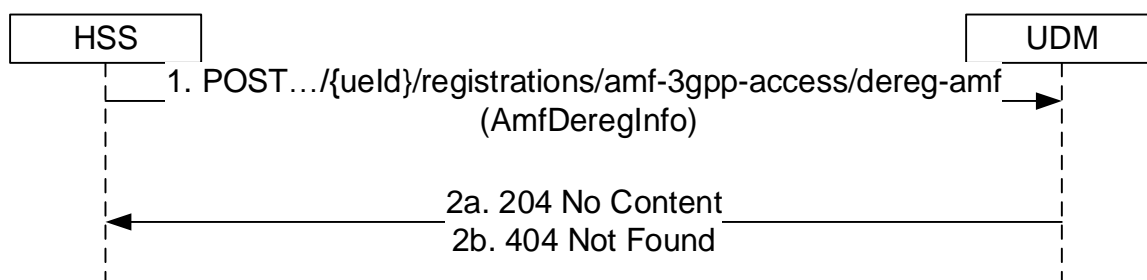 HSS
UDM
1. POST…/{ueId}/registrations/amf-3gpp-access/dereg-amf
(AmfDeregInfo)
2a. 204 No Content
2b. 404 Not Found